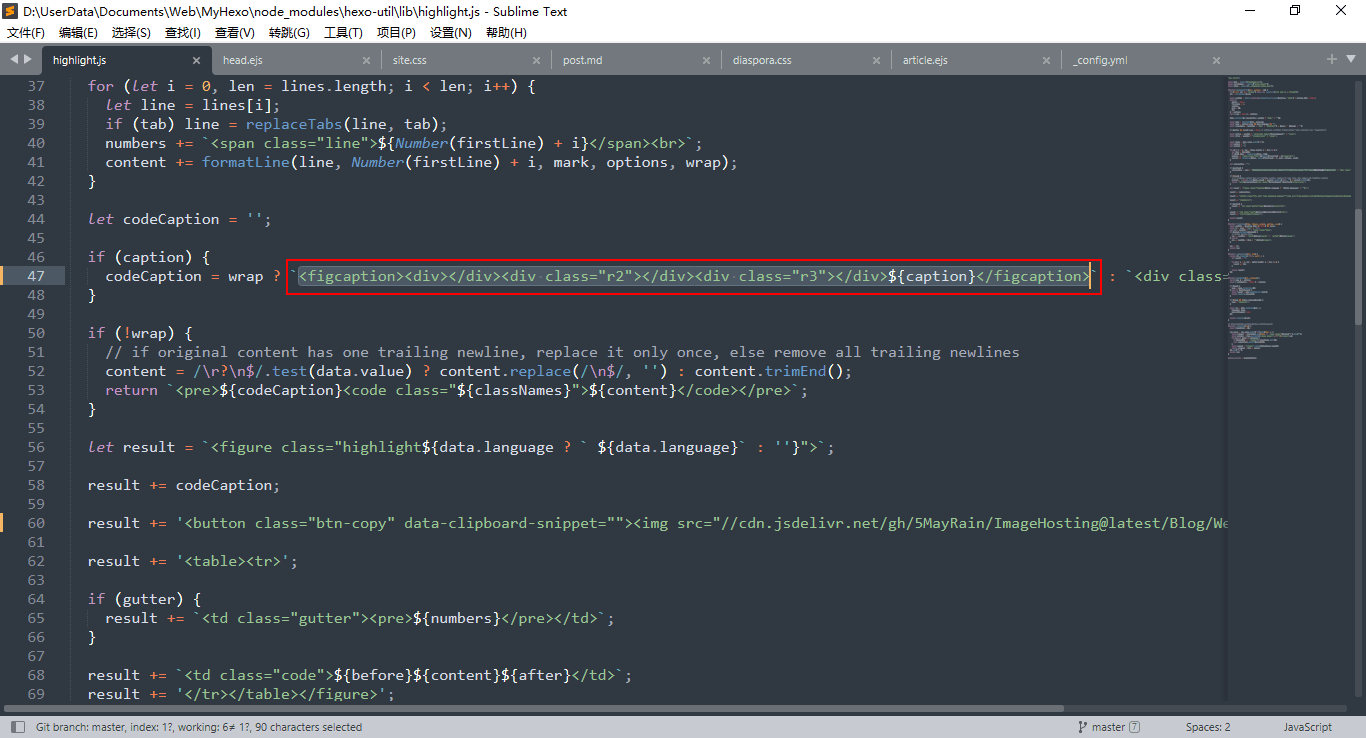 D:\UserData\Documents\Web\MyHexo\node_modules\hexo-util\lib\highlight.js - Sublime Text
文件(F) 编辑(E) 选择(S) 查找(I) 查看(V) 转跳(G) 工具(T) 项目(P) 设置(N) 帮助(H)
highlight.js head.ejs site.css post.md diaspora.css article.ejs _config.yml
37 for (let i = 0, len = lines.length; i < len; i++) {
38 let line = lines[i];
39 if (tab) line = replaceTabs(line, tab);
40 numbers += `<span class="line">${Number(firstLine) + i}</span><br>`;
41 content += formatLine(line, Number(firstLine) + i, mark, options, wrap);
42 }
43
44 let codeCaption = '';
45
46 if (caption) {
47 codeCaption = wrap ? `<figcaption><div></div><div class="r2"></div><div class="r3"></div>${caption}</figcaption>` : `<div class=
48 }
49
50 if (!wrap) {
51 // if original content has one trailing newline, replace it only once, else remove all trailing newlines
52 content = /\r?\n$/.test(data.value) ? content.replace(/\n$/, '') : content.trimEnd();
53 return `<pre>${codeCaption}<code class="${classNames}">${content}</code></pre>`;
54 }
55
56 let result = `<figure class="highlight${data.language ? ` ${data.language}` : ''}">`;
57
58 result += codeCaption;
59
60 result += '<button class="btn-copy" data-clipboard-snippet=""><img src="//cdn.jsdelivr.net/gh/5MayRain/ImageHosting@latest/Blog/We
61
62 result += '<table><tr>';
63
64 if (gutter) {
65 result += `<td class="gutter"><pre>${numbers}</pre></td>`;
66 }
67
68 result += `<td class="code">${before}${content}${after}</td>`;
69 result += '</tr></table></figure>';
Git branch: master, index: 1?, working: 6≠ 1?, 90 characters selected master 7 Spaces: 2 JavaScript